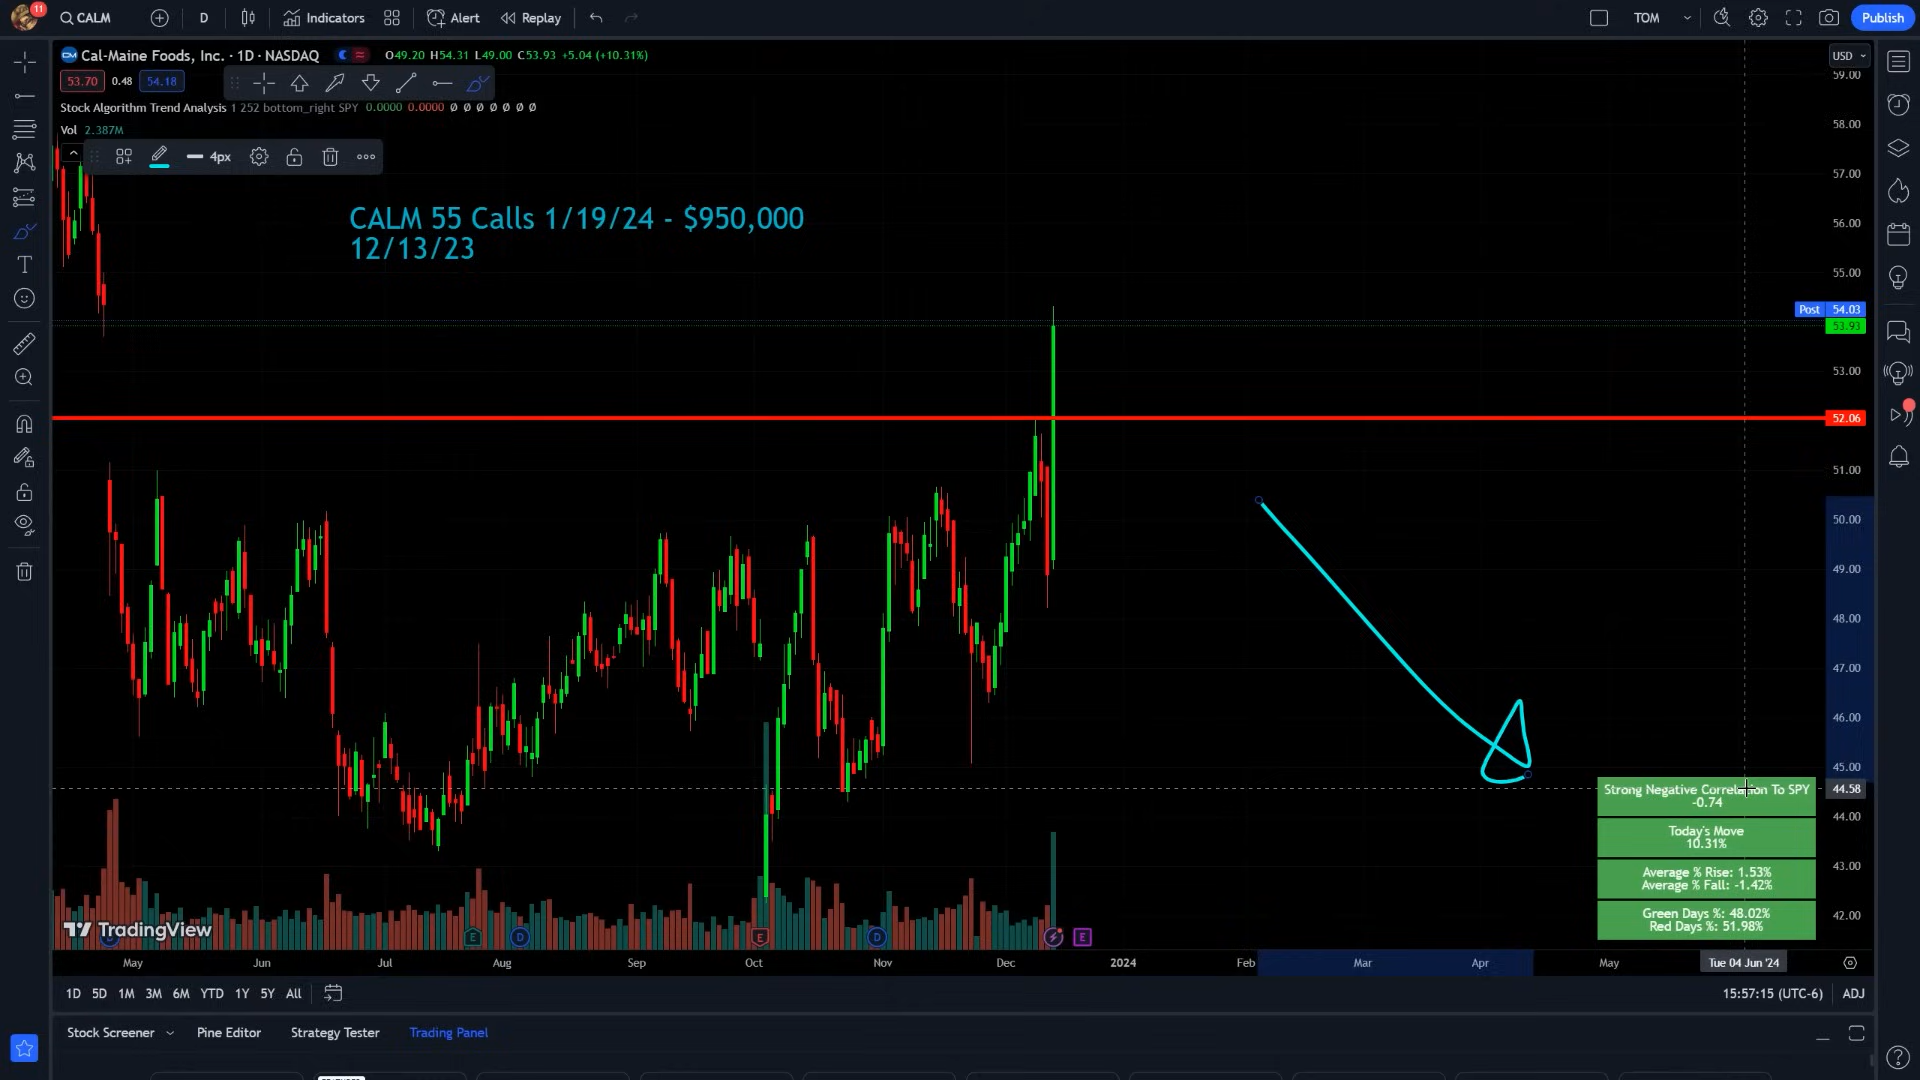 11
CALM
D
Indicators
Alert
Replay
TOM
Publish
Cal-Maine Foods, Inc. · 1D · NASDAQ
O49.20 H54.31 L49.00 C53.93 +5.04 (+10.31%)
USD
53.70 0.48 54.18
Stock Algorithm Trend Analysis 1 252 bottom_right SPY 0.0000 0.0000 Ø Ø Ø Ø Ø Ø Ø
Vol 2.387M
4px
CALM 55 Calls 1/19/24 - $950,000
12/13/23
59.00
58.00
57.00
56.00
55.00
Post 54.03
53.93
53.00
52.06
51.00
50.00
49.00
48.00
47.00
46.00
45.00
44.58
44.00
43.00
42.00
Strong Negative Correlation To SPY
-0.74
Today's Move
10.31%
Average % Rise: 1.53%
Average % Fall: -1.42%
Green Days %: 48.02%
Red Days %: 51.98%
TradingView
D E D E D E
May Jun Jul Aug Sep Oct Nov Dec 2024 Feb Mar Apr May Tue 04 Jun '24
1D 5D 1M 3M 6M YTD 1Y 5Y All
15:57:15 (UTC-6) ADJ
Stock Screener Pine Editor Strategy Tester Trading Panel